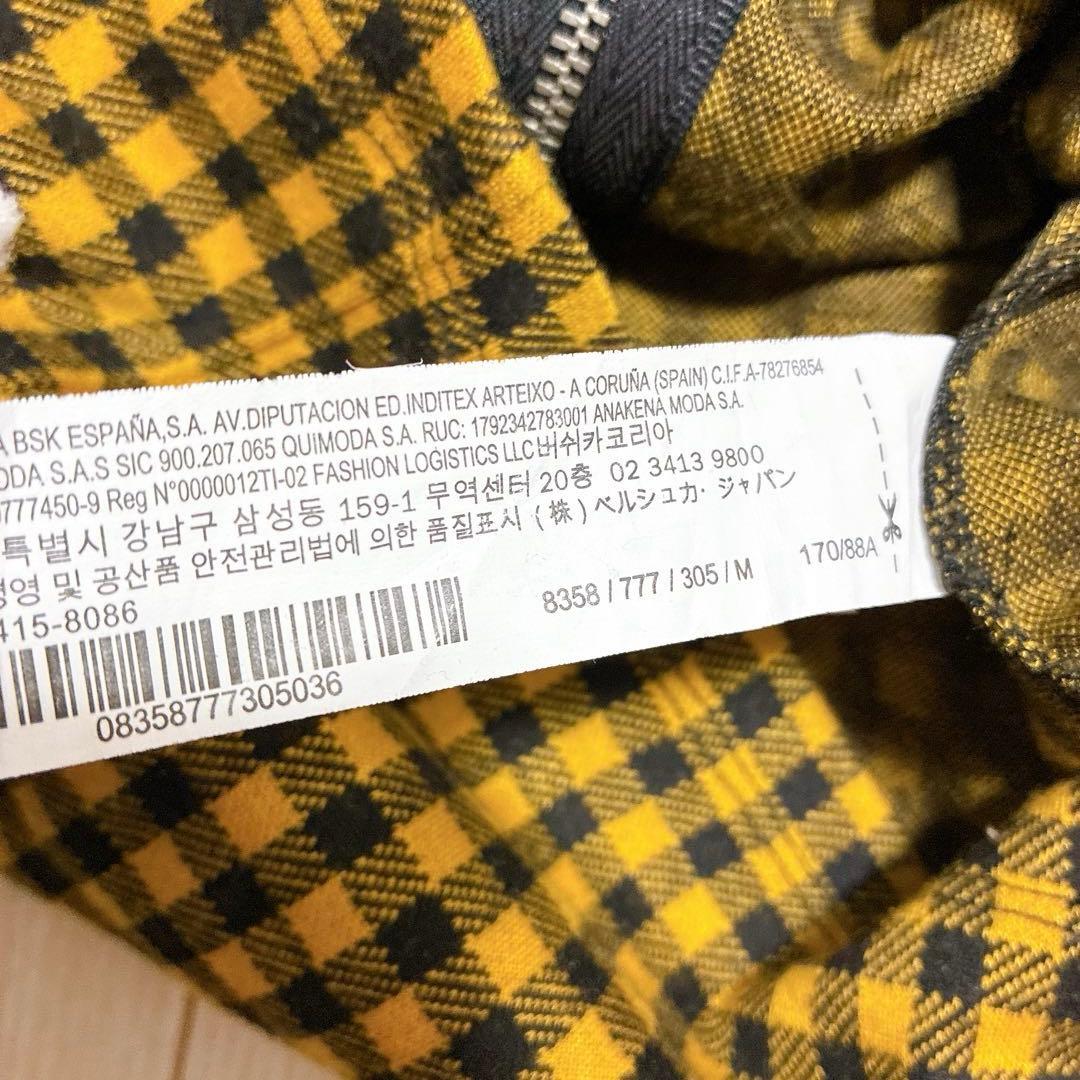 A BSK ESPAÑA,S.A. AV.DIPUTACION ED.INDITEX ARTEIXO - A CORUÑA (SPAIN) C.I.F.A-78276854
ODA S.A.S SIC 900.207.065 QUIMODA S.A. RUC: 1792342783001 ANAKENA MODA S.A.
0777450-9 Reg N°0000012TI-02 FASHION LOGISTICS LLC버쉬카코리아
특별시 강남구 삼성동 159-1 무역센터 20층 02 3413 9800
경영 및 공산품 안전관리법에 의한 품질표시 (株)ベルシュカ・ジャパン
415-8086
8358 / 777 / 305 / M 170/88A
08358777305036